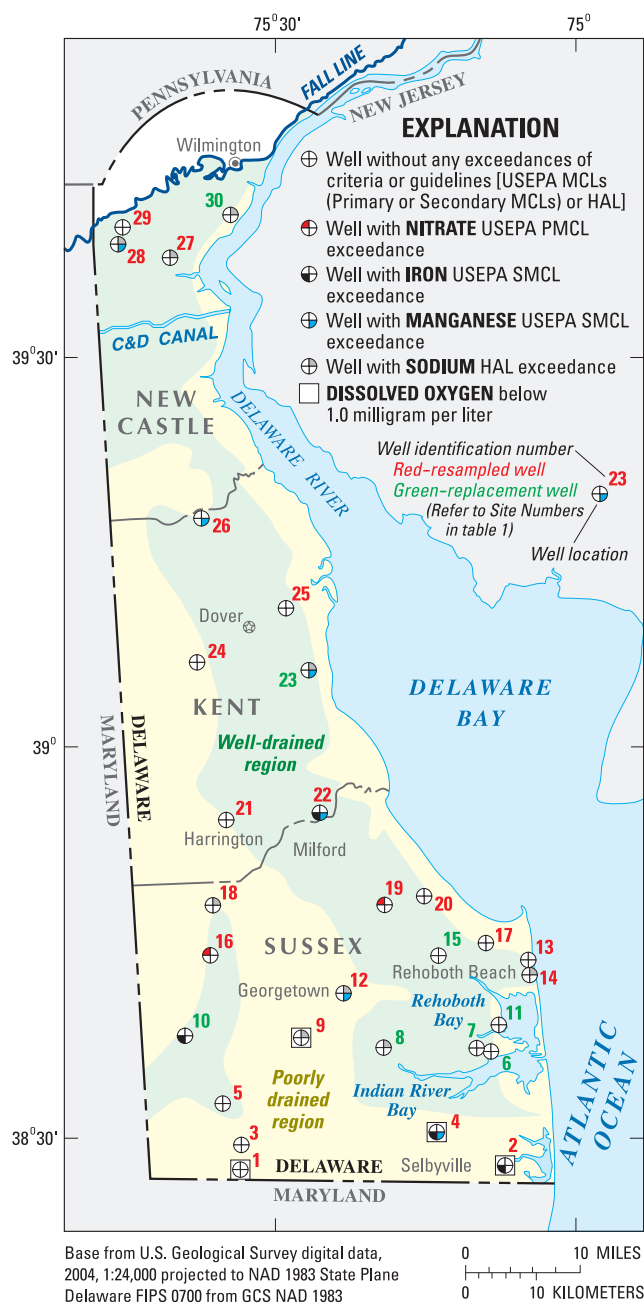 75° 30'
75°
PENNSYLVANIA
FALL LINE
NEW JERSEY
Wilmington
EXPLANATION
Well without any exceedances of
criteria or guidelines [USEPA MCLs
(Primary or Secondary MCLs) or HAL]
Well with NITRATE USEPA PMCL
exceedance
Well with IRON USEPA SMCL
exceedance
Well with MANGANESE USEPA SMCL
exceedance
Well with SODIUM HAL exceedance
DISSOLVED OXYGEN below
1.0 milligram per liter
Well identification number
Red–resampled well
Green–replacement well
(Refer to Site Numbers
in table 1)
23
Well location
30
29
28
27
39° 30'
C&D CANAL
NEW
CASTLE
DELAWARE RIVER
26
25
Dover
24
23
KENT
DELAWARE
BAY
Well-drained
region
39°
MARYLAND
DELAWARE
22
21
Harrington
Milford
18
19
20
16
SUSSEX
15
17
13
Rehoboth Beach
14
Georgetown
12
Rehoboth
Bay
11
10
9
8
7
6
Poorly
drained
region
Indian River
Bay
5
4
3
2
38° 30'
1
DELAWARE
Selbyville
MARYLAND
ATLANTIC
OCEAN
Base from U.S. Geological Survey digital data,
2004, 1:24,000 projected to NAD 1983 State Plane
Delaware FIPS 0700 from GCS NAD 1983
0 10 MILES
0 10 KILOMETERS